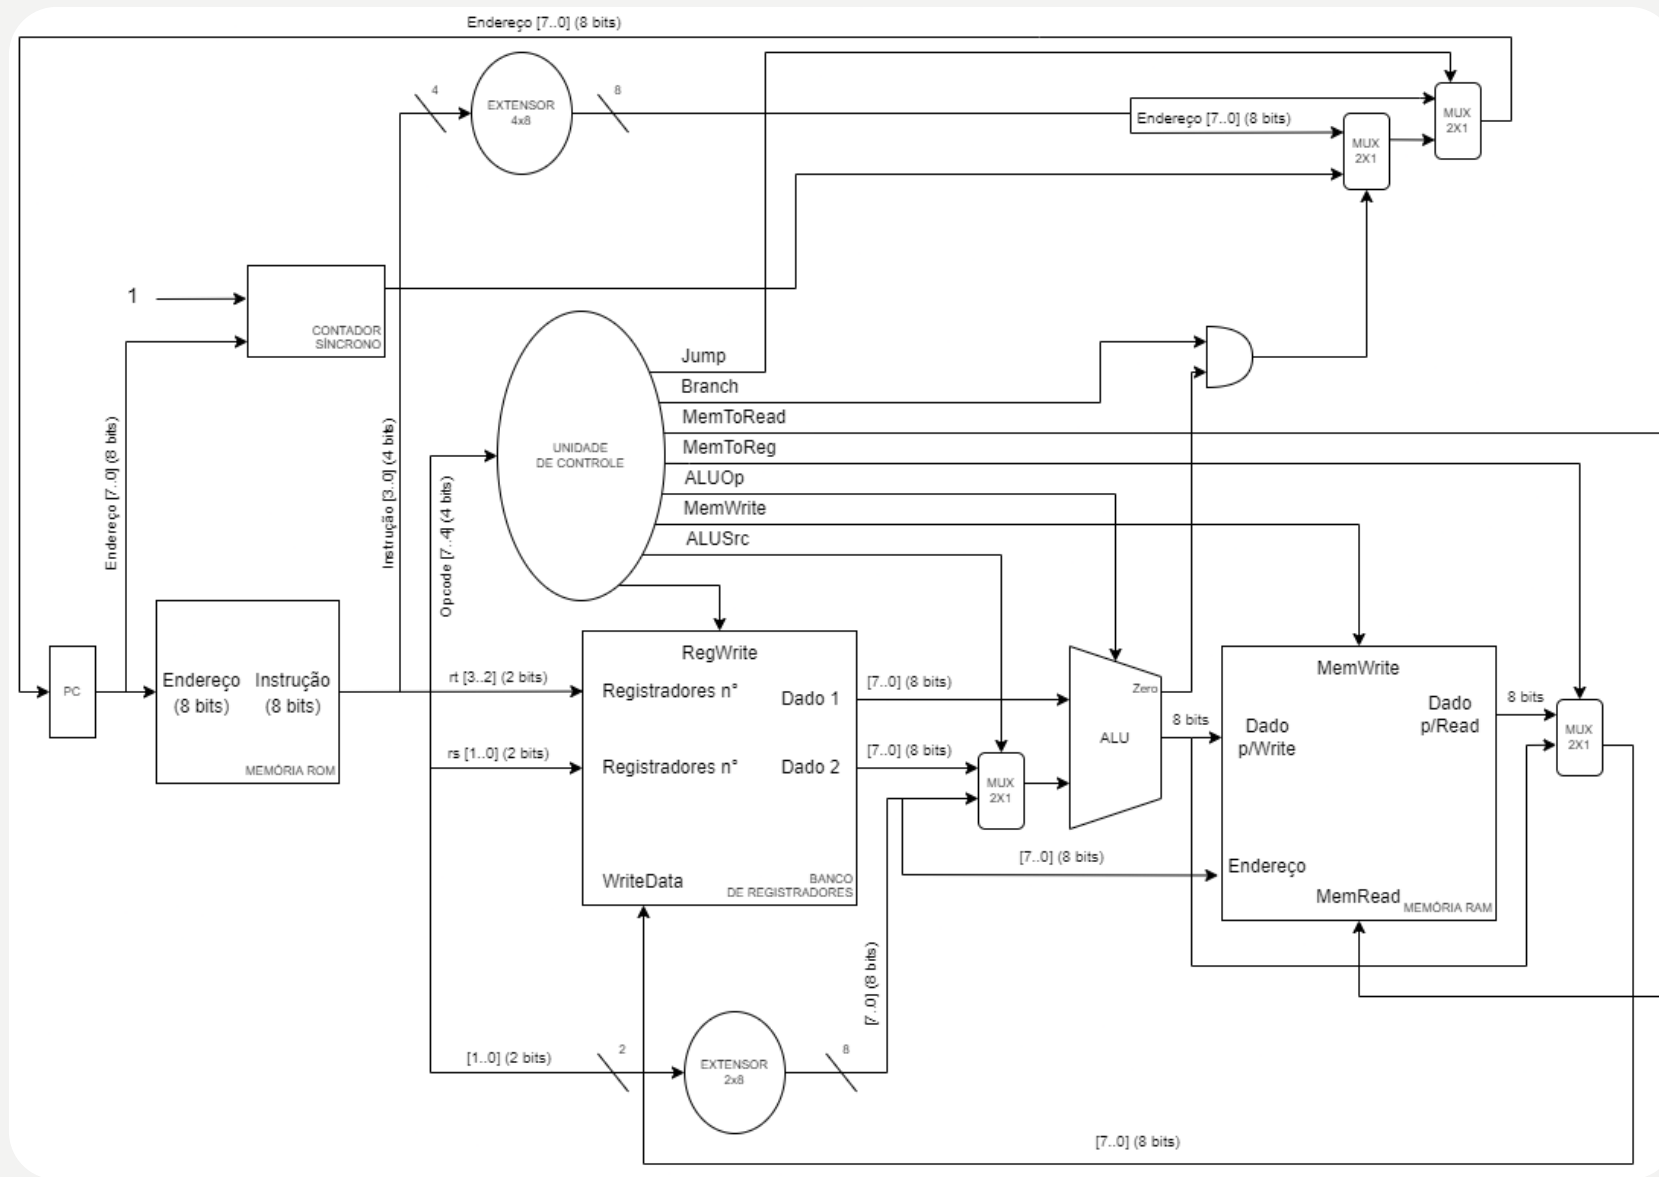 Endereço [7..0] (8 bits)
4
EXTENSOR
4x8
8
Endereço [7..0] (8 bits)
MUX
2X1
MUX
2X1
1
CONTADOR
SÍNCRONO
Endereço [7..0] (8 bits)
Instrução [3..0] (4 bits)
Opcode [7..4] (4 bits)
UNIDADE
DE CONTROLE
Jump
Branch
MemToRead
MemToReg
ALUOp
MemWrite
ALUSrc
PC
Endereço
(8 bits)
Instrução
(8 bits)
MEMÓRIA ROM
rt [3..2] (2 bits)
rs [1..0] (2 bits)
RegWrite
Registradores n°
Dado 1
Registradores n°
Dado 2
WriteData
BANCO
DE REGISTRADORES
[7..0] (8 bits)
[7..0] (8 bits)
MUX
2X1
Zero
ALU
8 bits
[7..0] (8 bits)
MemWrite
Dado
p/Write
Dado
p/Read
Endereço
MemRead
MEMÓRIA RAM
8 bits
MUX
2X1
[7..0] (8 bits)
[1..0] (2 bits)
2
EXTENSOR
2x8
8
[7..0] (8 bits)